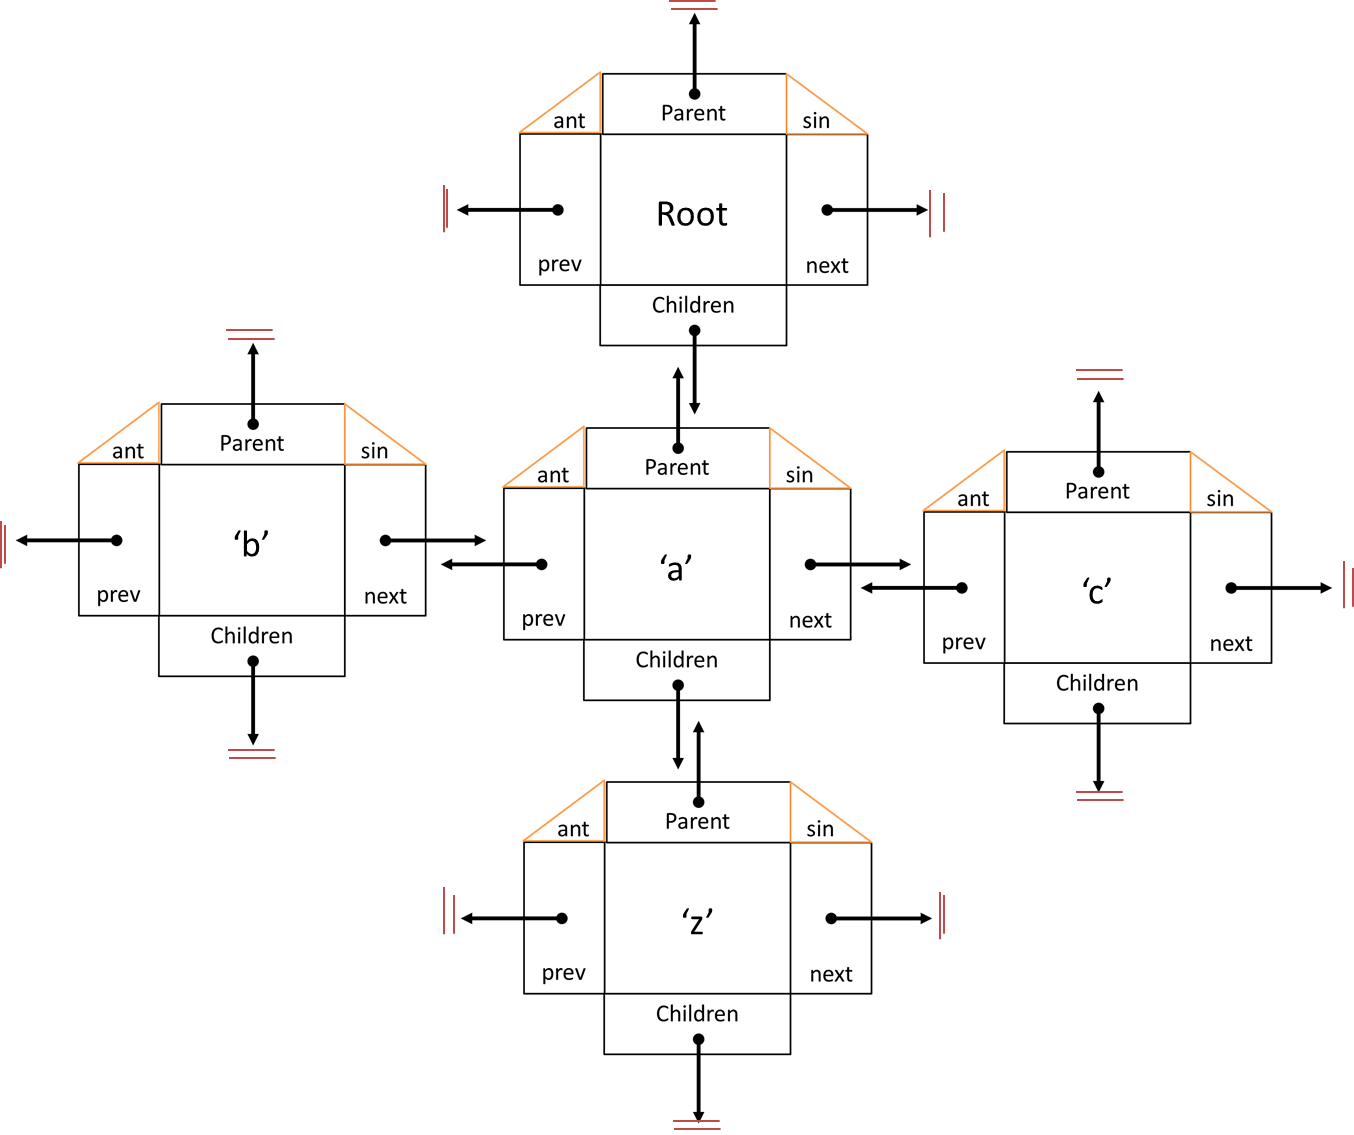 ant Parent sin
Root
prev next
Children
ant Parent sin
‘b’
prev next
Children
ant Parent sin
‘a’
prev next
Children
ant Parent sin
‘c’
prev next
Children
ant Parent sin
‘z’
prev next
Children